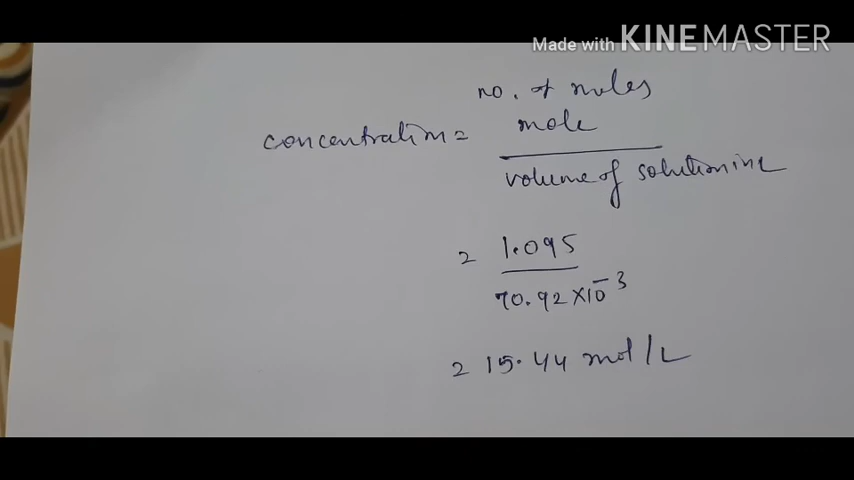 Made with KINEMASTER
no. of moles
concentration = mole
volume of solution in L
= 1.095
70.92×10⁻³
= 15.44 mol/L